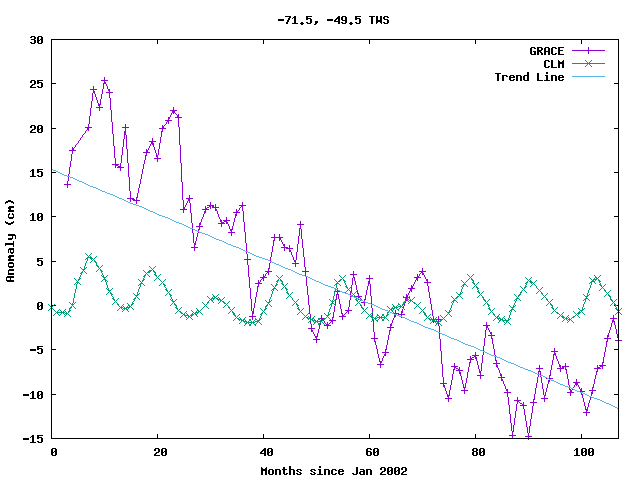 -71.5, -49.5 TWS
30
25
20
15
10
5
0
-5
-10
-15
Anomaly (cm)
GRACE
CLM
Trend Line
0 20 40 60 80 100
Months since Jan 2002